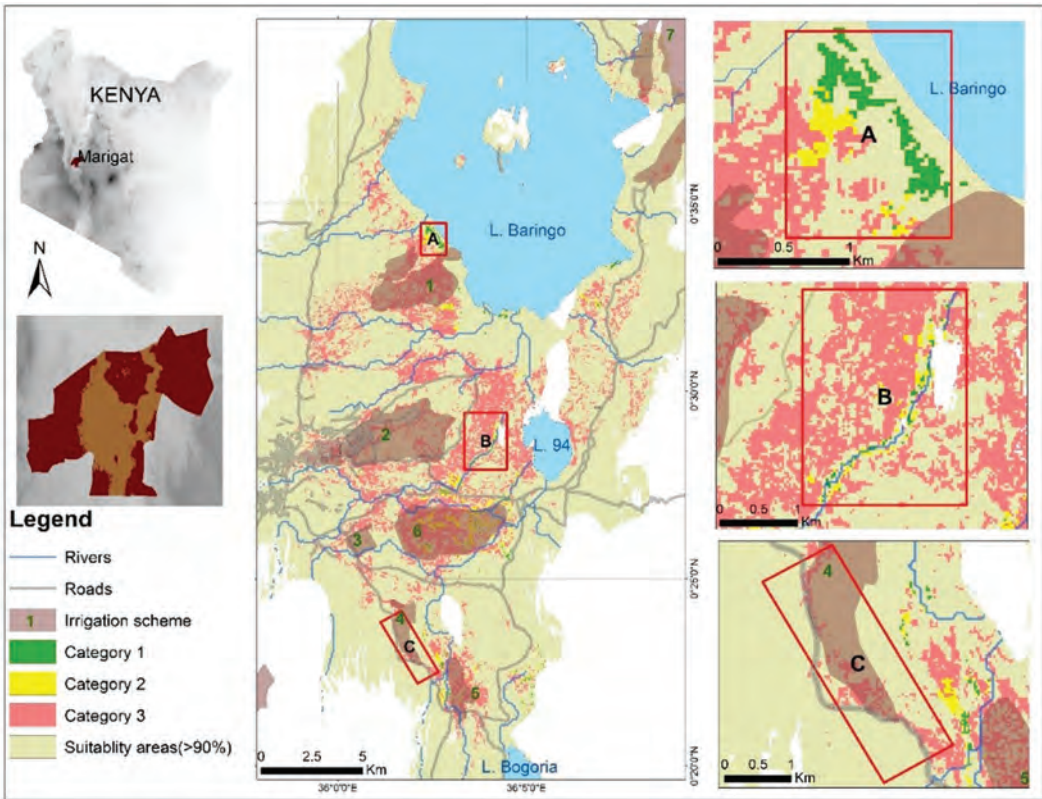 KENYA
Marigat
N
Legend
Rivers
Roads
1 Irrigation scheme
Category 1
Category 2
Category 3
Suitablity areas(>90%)
7
L. Baringo
A
1
2
B
L. 94
3
6
4
C
5
L. Bogoria
0 2.5 5
Km
36°0'0"E
36°5'0"E
0°35'0"N
0°30'0"N
0°25'0"N
0°20'0"N
L. Baringo
A
0 0.5 1
Km
B
0 0.5 1
Km
4
C
5
0 0.5 1
Km